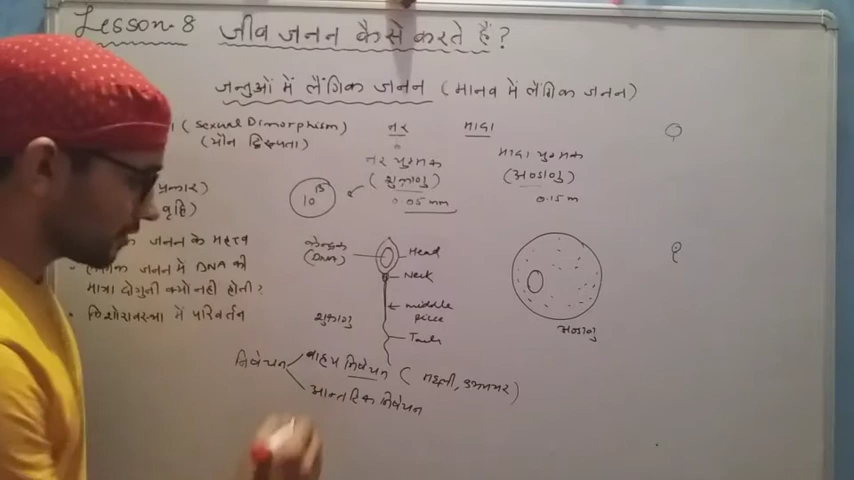 Lesson-8 जीव जनन कैसे करते हैं?
जन्तुओं में लैंगिक जनन (मानव में लैंगिक जनन)
(Sexual Dimorphism) नर मादा
(यौन द्विरूपता)
नर युग्मक मादा युग्मक
(शुक्राणु) (अण्डाणु)
0.05 mm 0.15 m
10 15
जनन के महत्व
जनन में DNA की
मात्रा दोगुनी क्यों नहीं होती?
• किशोरावस्था में परिवर्तन
केन्द्रक
(DNA)
Head
Neck
middle
piece
शुक्राणु
अण्डाणु
निषेचन
बाह्य निषेचन (मछली,
आन्तरिक निषेचन